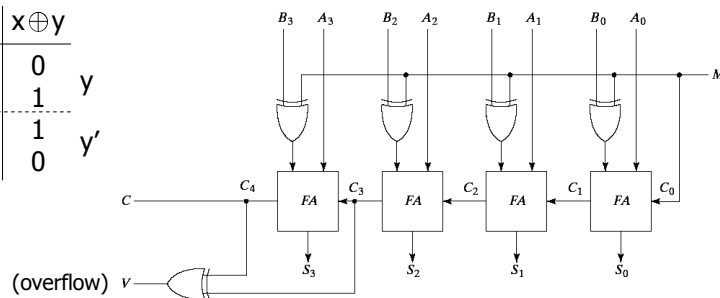 x⊕y
0
1 y
1
0 y'
B3 A3 B2 A2 B1 A1 B0 A0
M
C C4 FA C3 FA C2 FA C1 FA C0
S3 S2 S1 S0
(overflow) V